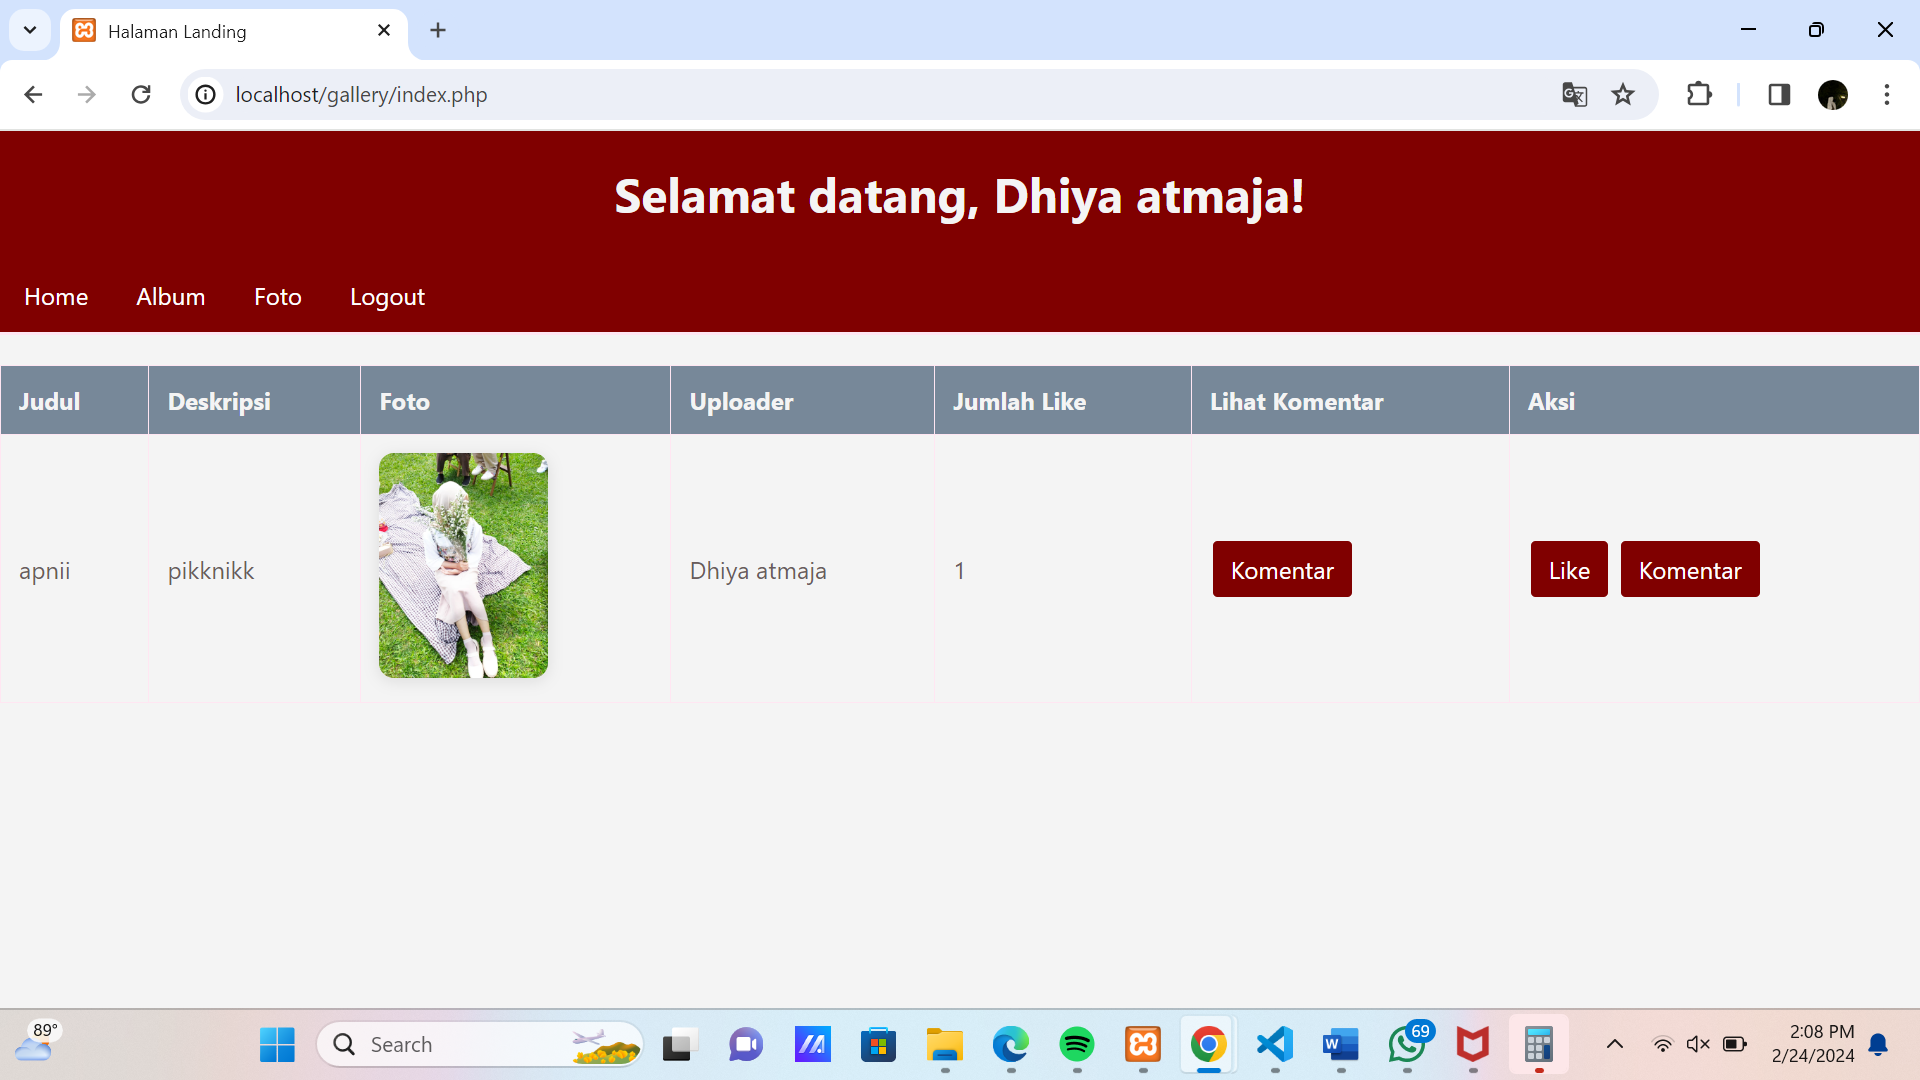 Halaman Landing
localhost/gallery/index.php
Selamat datang, Dhiya atmaja!
Home Album Foto Logout
Judul Deskripsi Foto Uploader Jumlah Like Lihat Komentar Aksi
apnii pikknikk Dhiya atmaja 1 Komentar Like Komentar
89°
Search
69
2:08 PM
2/24/2024